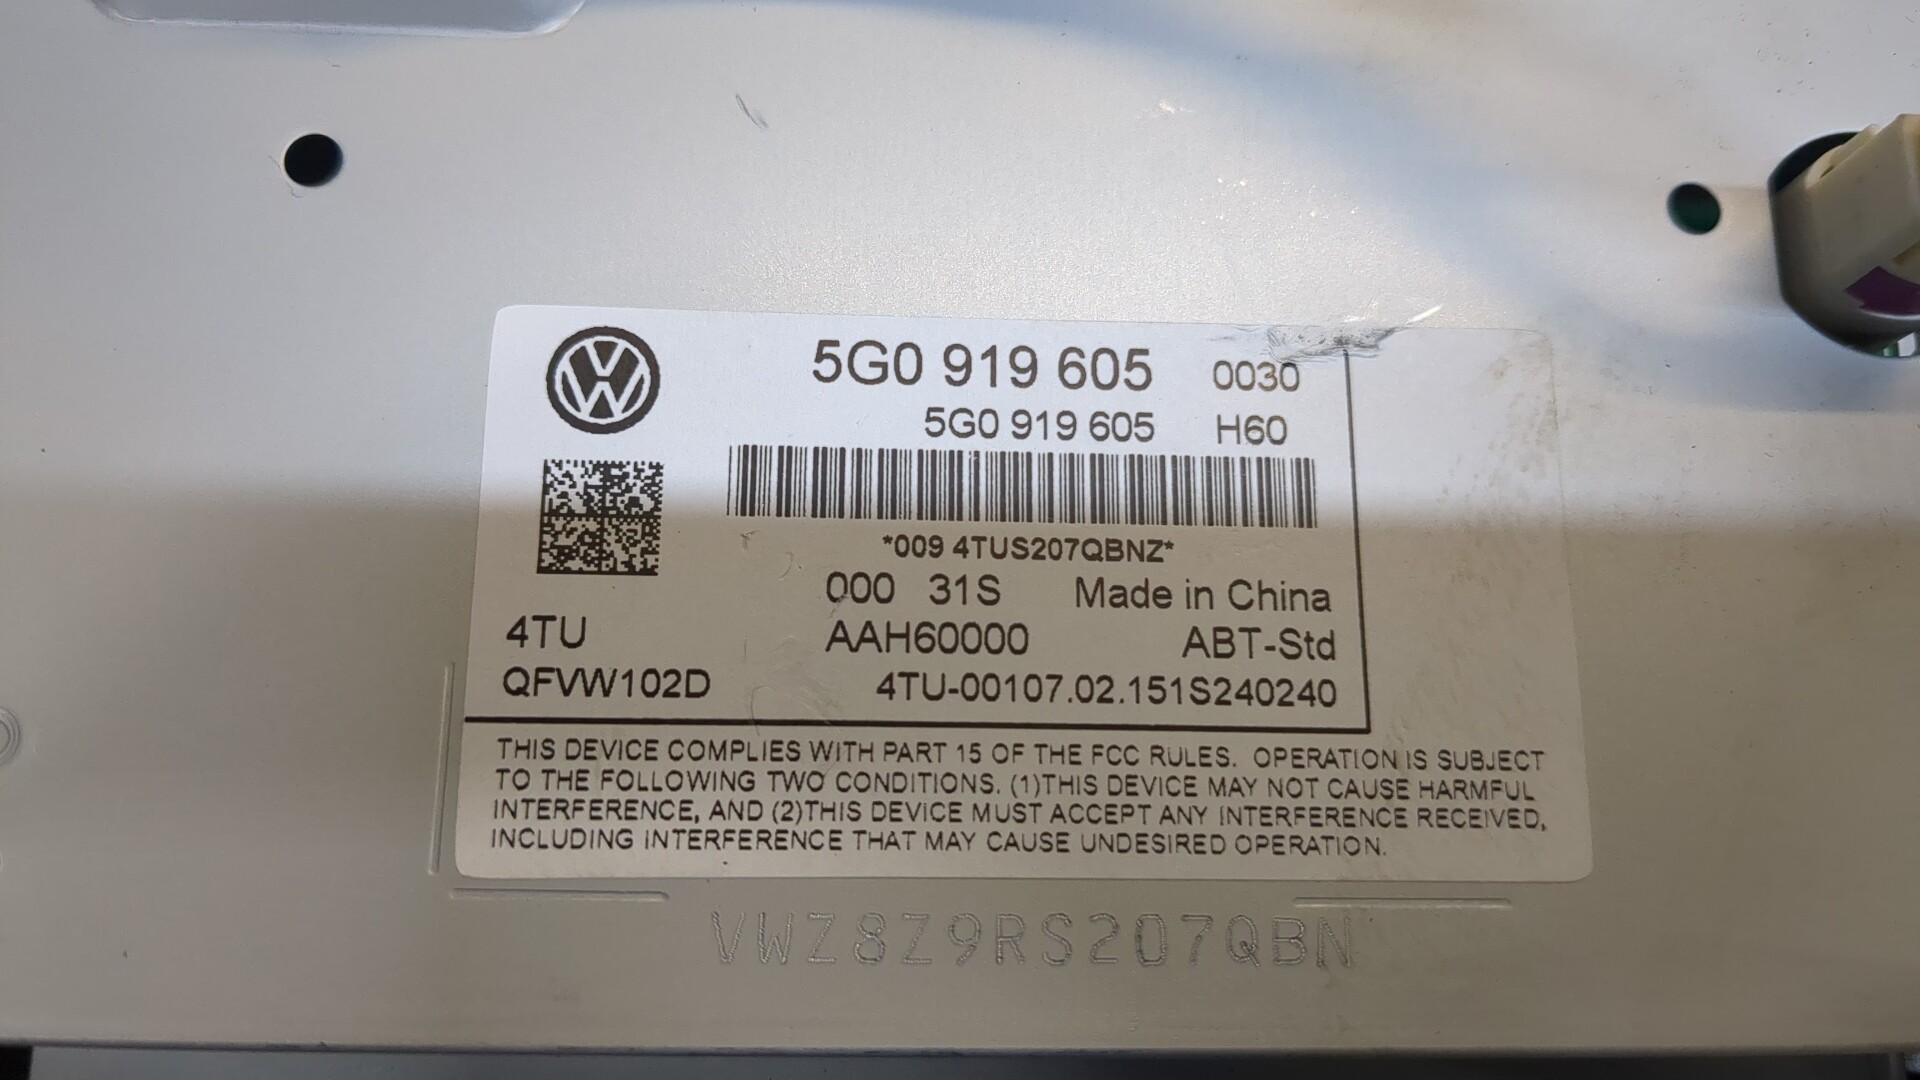 5G0 919 605 0030
5G0 919 605 H60
*009 4TUS207QBNZ*
000 31S Made in China
4TU AAH60000 ABT-Std
QFVW102D 4TU-00107.02.151S240240
THIS DEVICE COMPLIES WITH PART 15 OF THE FCC RULES. OPERATION IS SUBJECT
TO THE FOLLOWING TWO CONDITIONS. (1)THIS DEVICE MAY NOT CAUSE HARMFUL
INTERFERENCE, AND (2)THIS DEVICE MUST ACCEPT ANY INTERFERENCE RECEIVED,
INCLUDING INTERFERENCE THAT MAY CAUSE UNDESIRED OPERATION.
VWZ8Z9RS207QBN